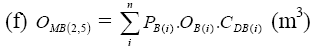 (f) O_{MB(2,5)} = \sum_{i}^{n} P_{B(i)}.O_{B(i)}.C_{DB(i)} (m^3)